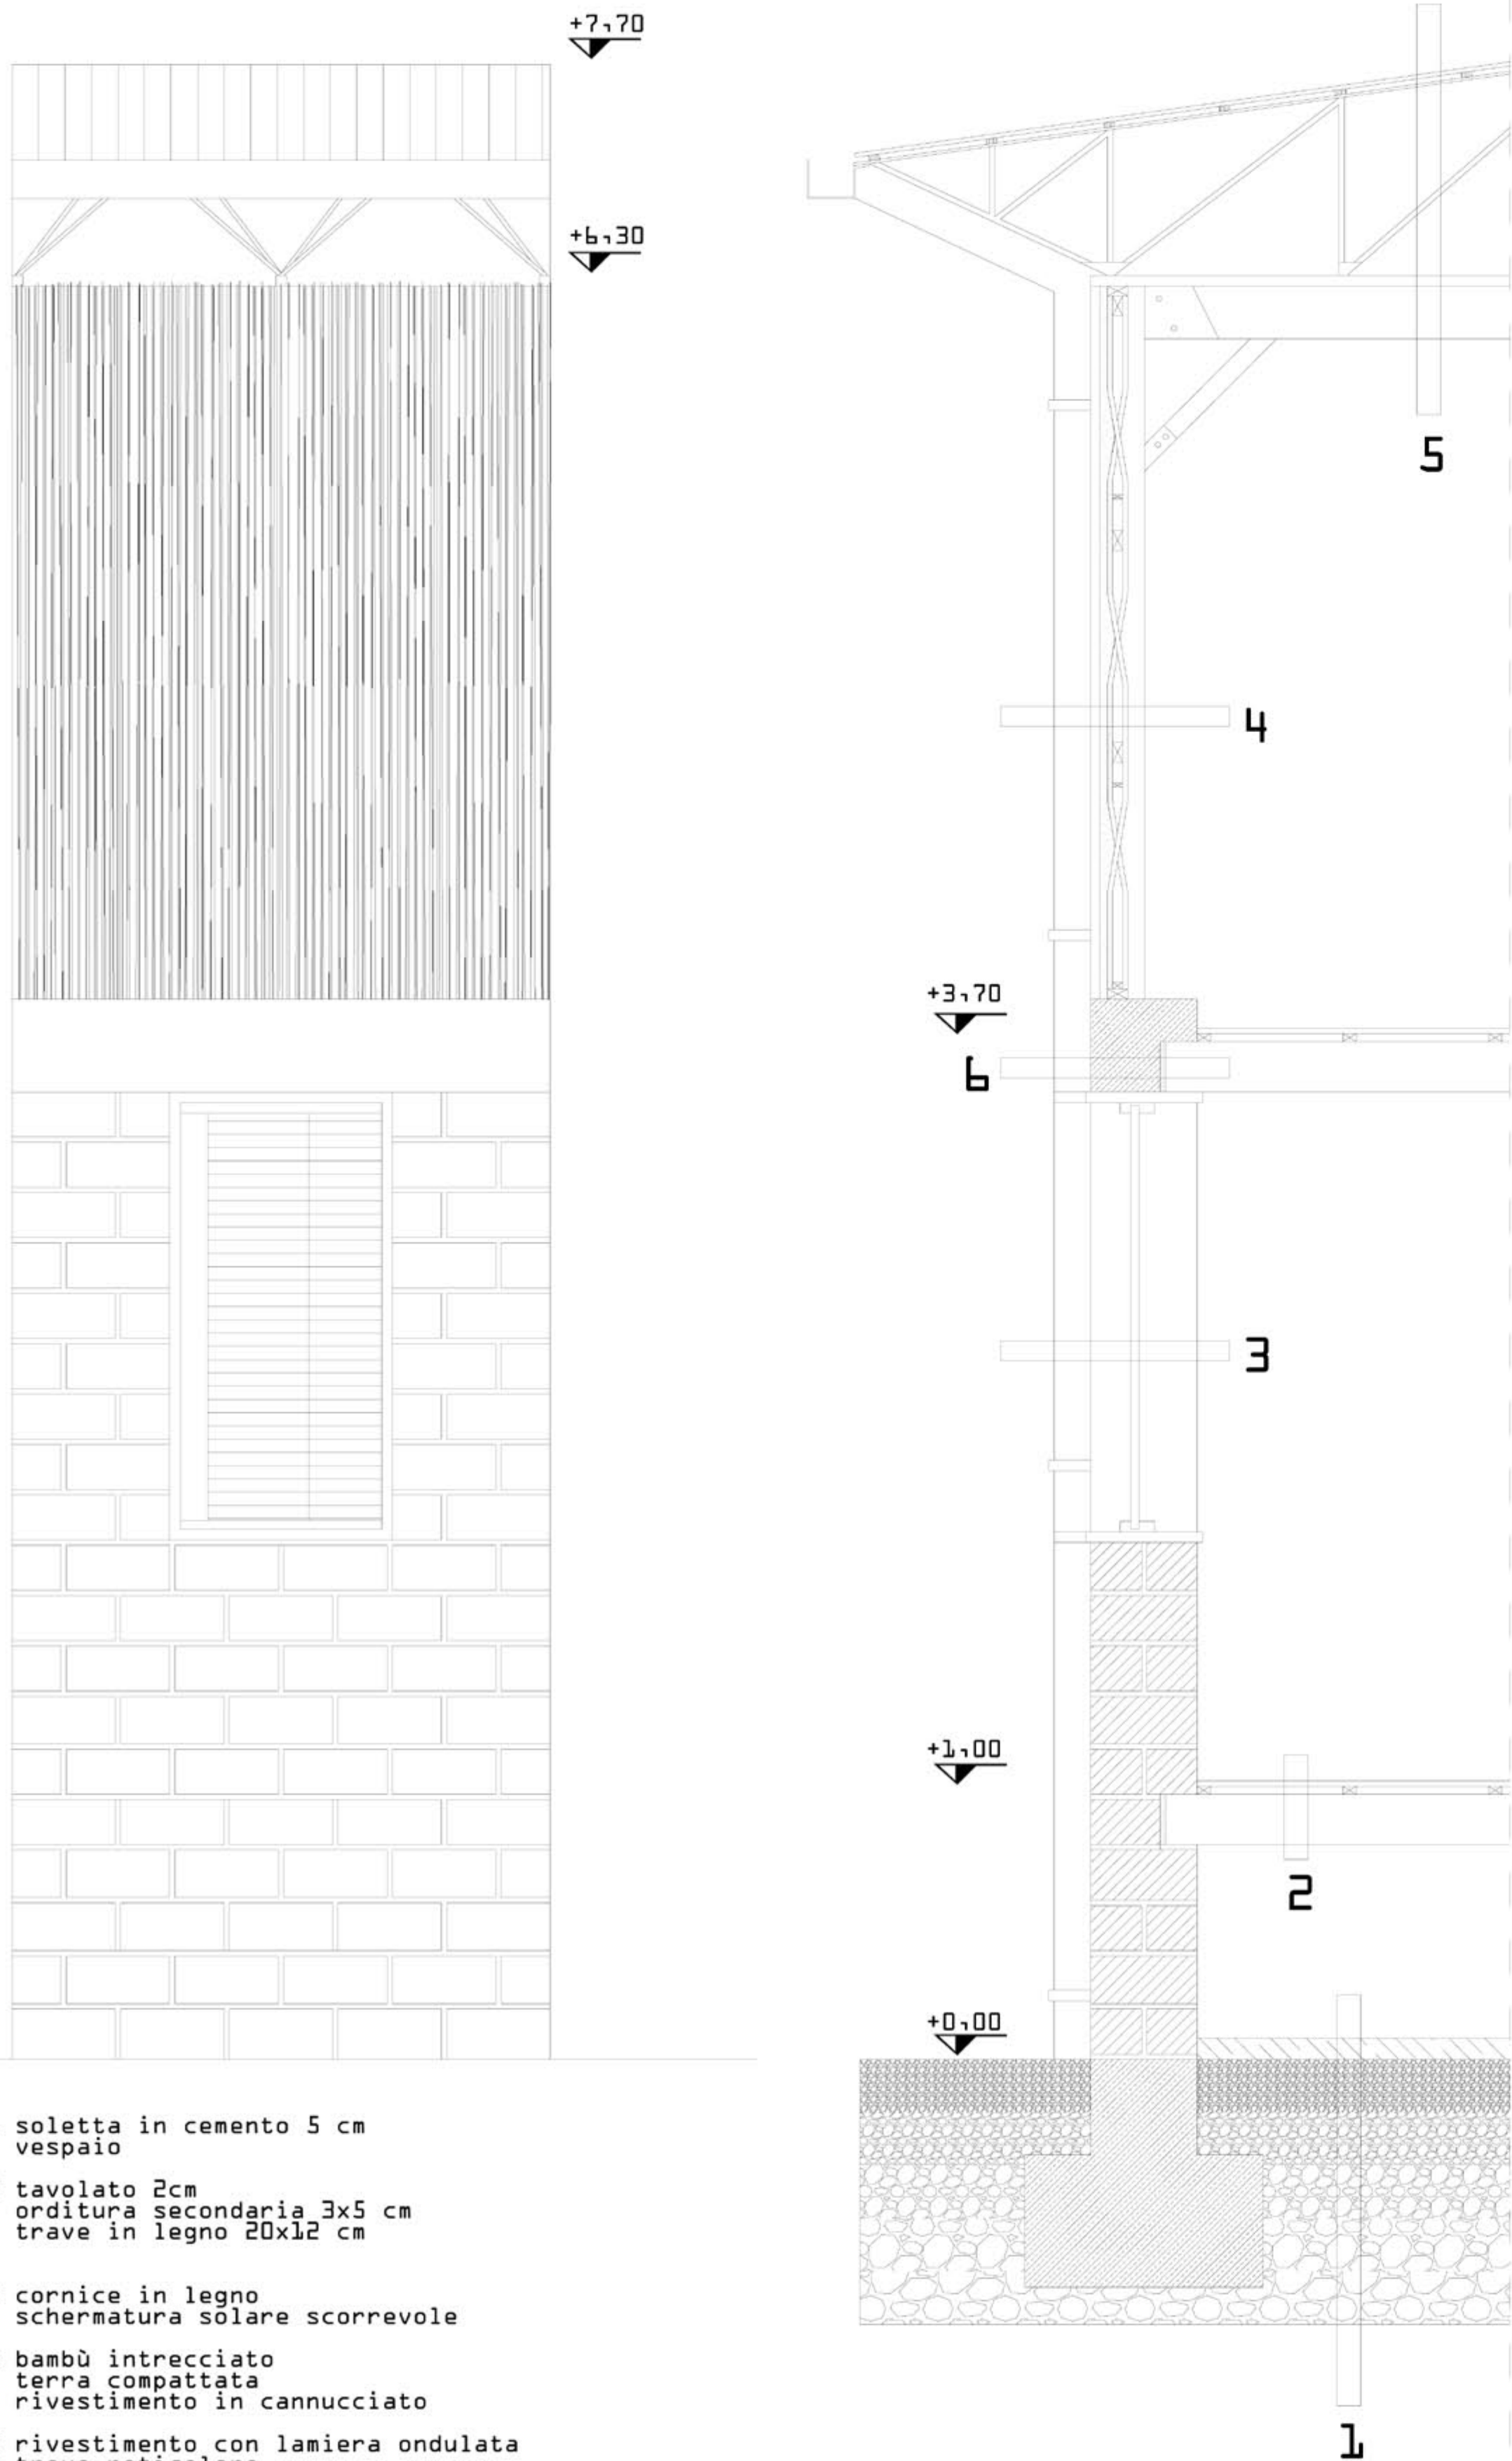 +7,70
+6,30
5
4
+3,70
6
3
+1,00
2
+0,00
1
soletta in cemento 5 cm
vespaio
tavolato 2cm
orditura secondaria 3x5 cm
trave in legno 20x12 cm
cornice in legno
schermatura solare scorrevole
bambù intrecciato
terra compattata
rivestimento in cannucciato
rivestimento con lamiera ondulata